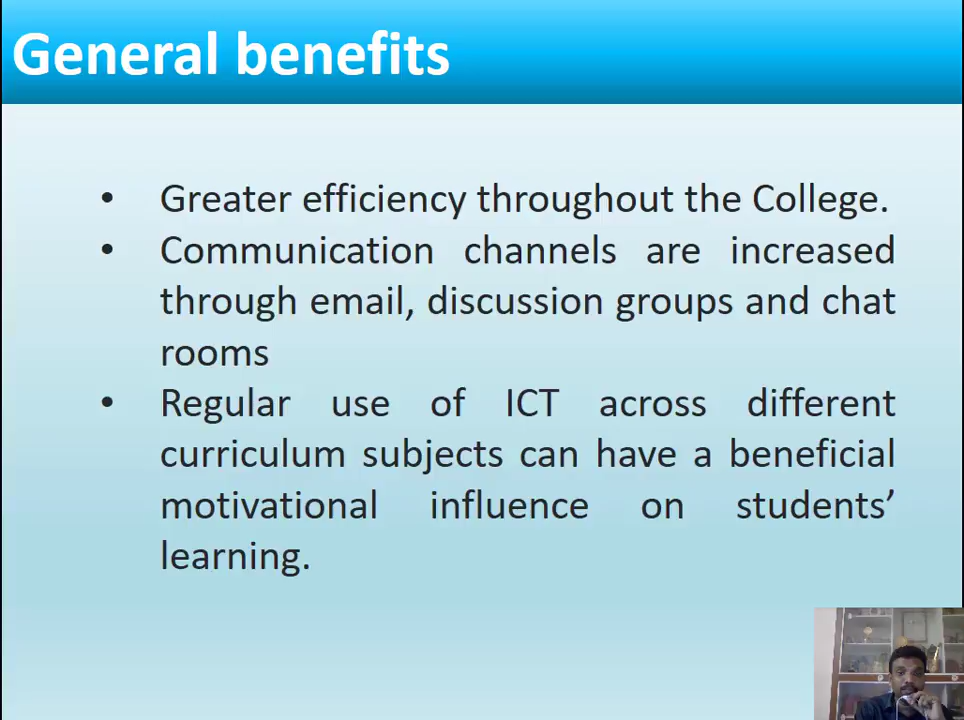 General benefits
• Greater efficiency throughout the College.
• Communication channels are increased
through email, discussion groups and chat
rooms
• Regular use of ICT across different
curriculum subjects can have a beneficial
motivational influence on students’
learning.